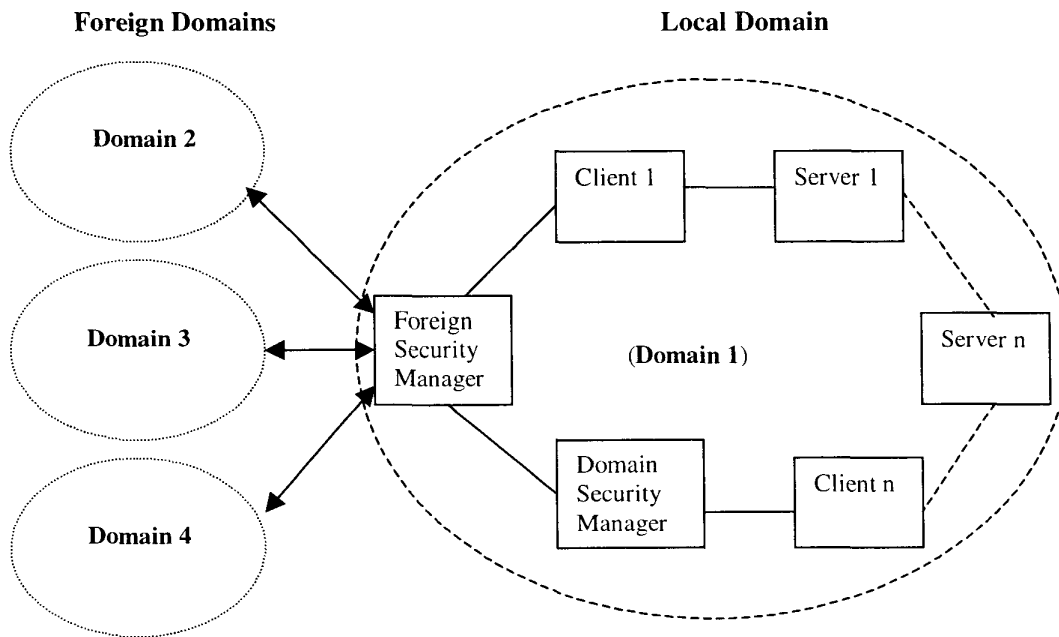 Foreign Domains
Local Domain
Domain 2
Domain 3
Domain 4
Client 1
Server 1
Foreign
Security
Manager
(Domain 1)
Server n
Domain
Security
Manager
Client n